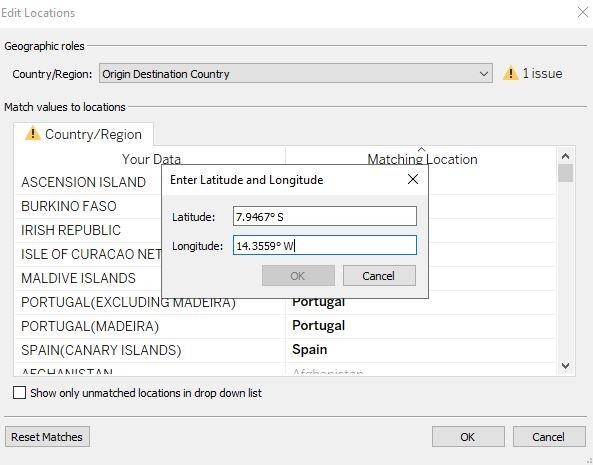 Edit Locations
Geographic roles
Country/Region: Origin Destination Country 1 issue
Match values to locations
Country/Region
Your Data Matching Location
ASCENSION ISLAND
BURKINO FASO
IRISH REPUBLIC
ISLE OF CURACAO NET
MALDIVE ISLANDS
PORTUGAL(EXCLUDING MADEIRA) Portugal
PORTUGAL(MADEIRA) Portugal
SPAIN(CANARY ISLANDS) Spain
AFGHANISTAN Afghanistan
Enter Latitude and Longitude
Latitude: 7.9467° S
Longitude: 14.3559° W
OK Cancel
Show only unmatched locations in drop down list
Reset Matches OK Cancel